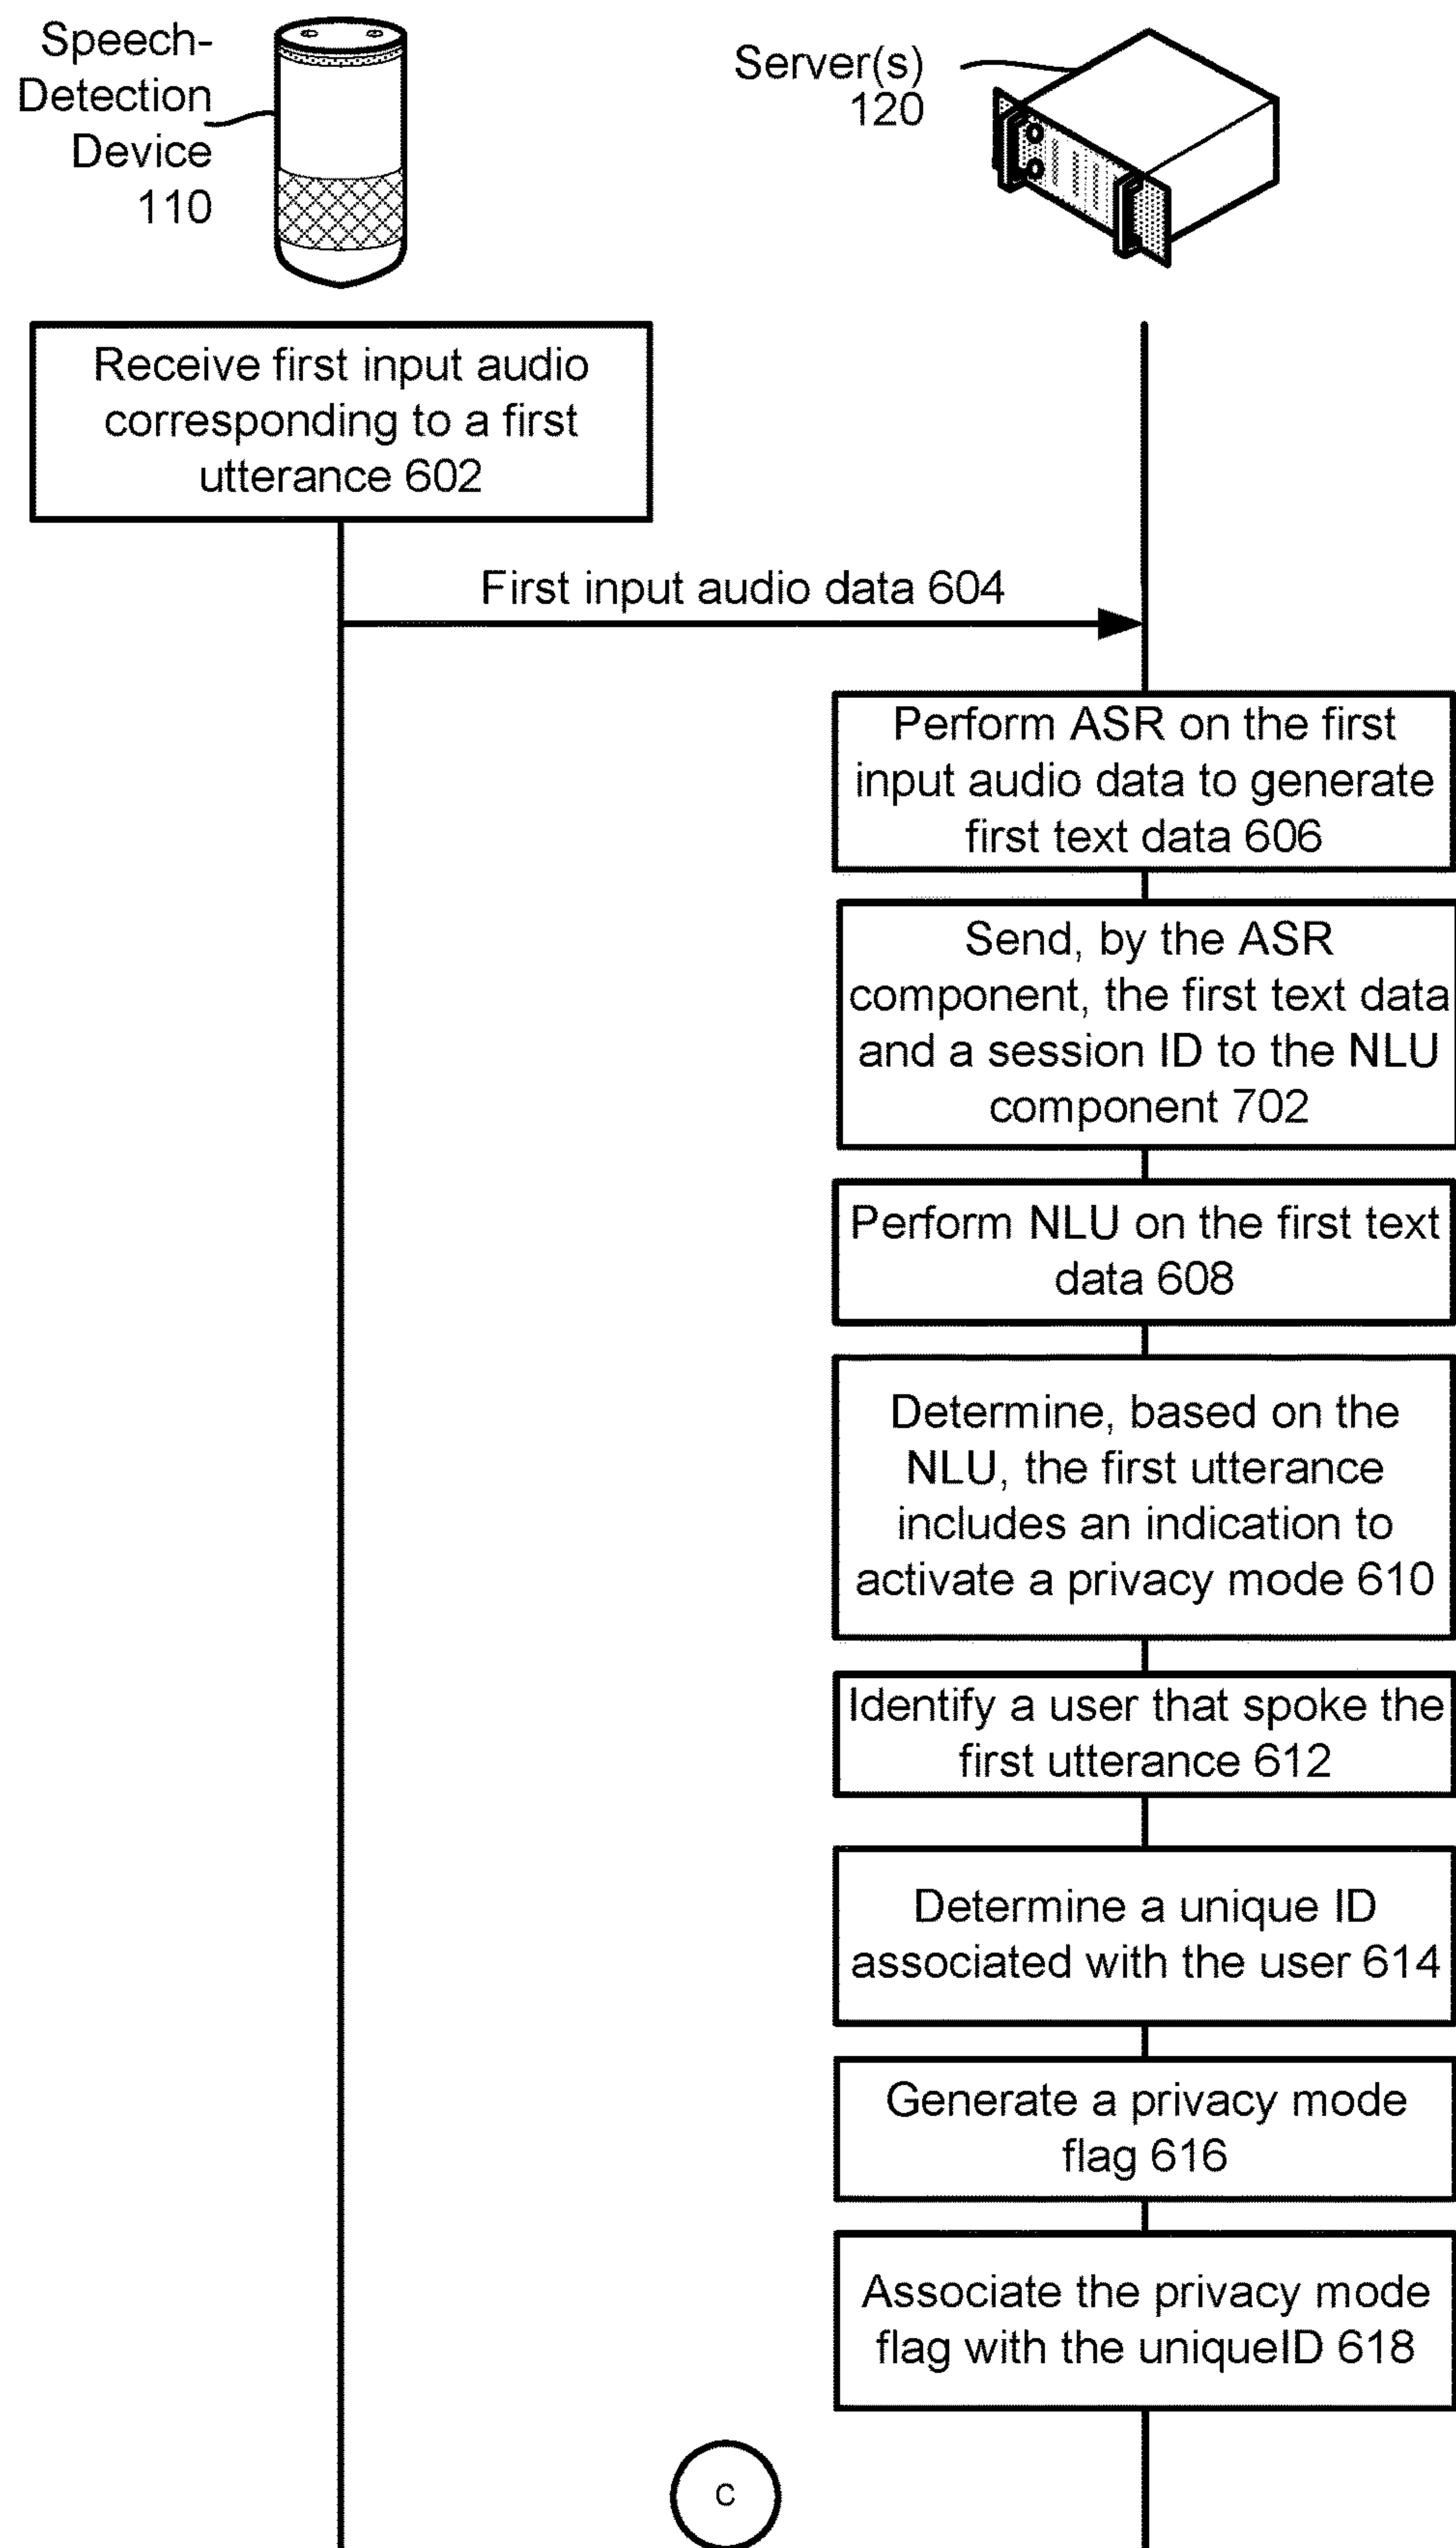 Speech-
Detection
Device
110
Server(s)
120
Receive first input audio
corresponding to a first
utterance 602
First input audio data 604
Perform ASR on the first
input audio data to generate
first text data 606
Send, by the ASR
component, the first text data
and a session ID to the NLU
component 702
Perform NLU on the first text
data 608
Determine, based on the
NLU, the first utterance
includes an indication to
activate a privacy mode 610
Identify a user that spoke the
first utterance 612
Determine a unique ID
associated with the user 614
Generate a privacy mode
flag 616
Associate the privacy mode
flag with the uniqueID 618
C